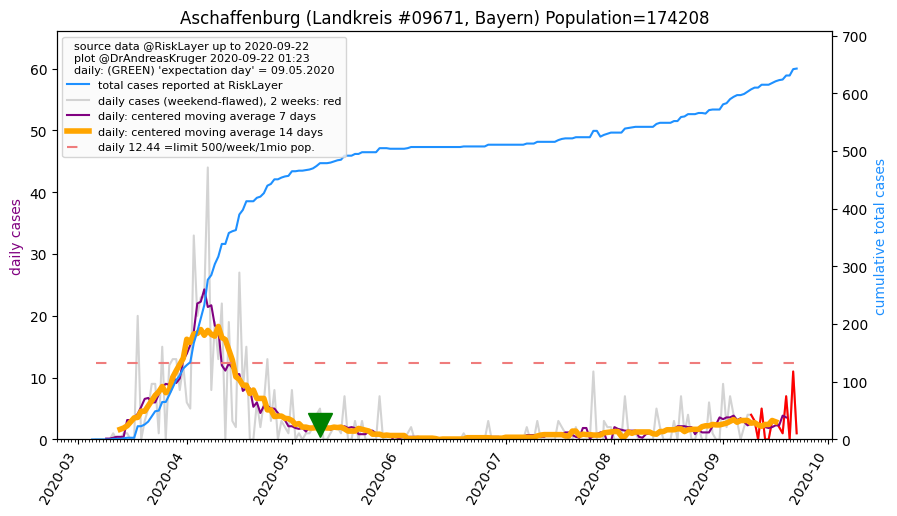 Aschaffenburg (Landkreis #09671, Bayern) Population=174208
source data @RiskLayer up to 2020-09-22
plot @DrAndreasKruger 2020-09-22 01:23
daily: (GREEN) 'expectation day' = 09.05.2020
total cases reported at RiskLayer
daily cases (weekend-flawed), 2 weeks: red
daily: centered moving average 7 days
daily: centered moving average 14 days
daily 12.44 =limit 500/week/1mio pop.
daily cases
60
50
40
30
20
10
0
cumulative total cases
700
600
500
400
300
200
100
0
2020-03
2020-04
2020-05
2020-06
2020-07
2020-08
2020-09
2020-10